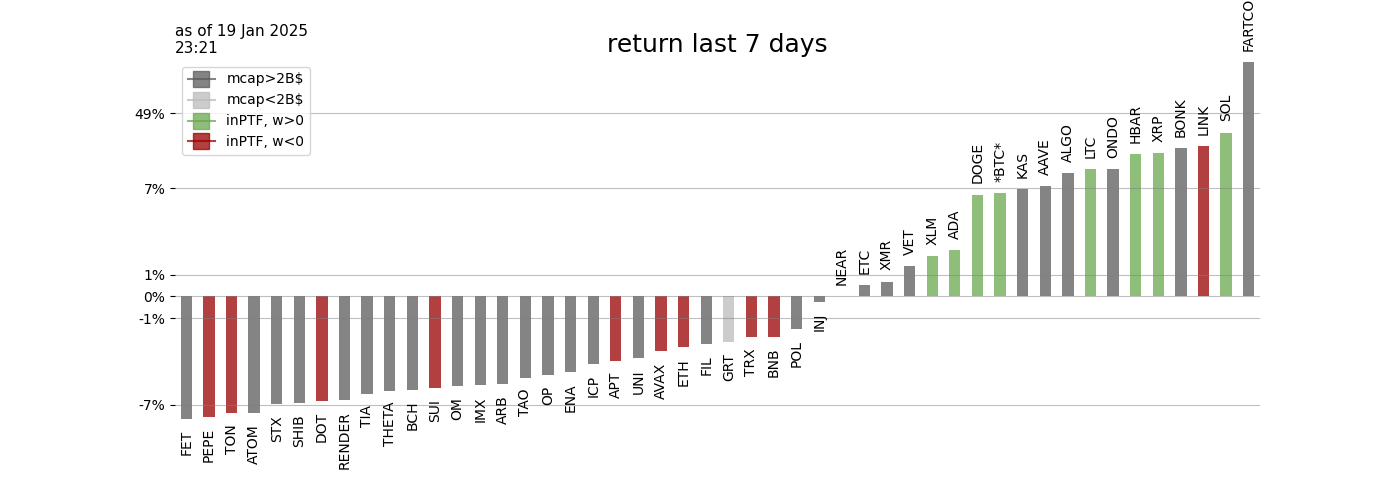 as of 19 Jan 2025
23:21
return last 7 days
mcap>2B$
mcap<2B$
inPTF, w>0
inPTF, w<0
49%
7%
1%
0%
-1%
-7%
FET
PEPE
TON
ATOM
STX
SHIB
DOT
RENDER
TIA
THETA
BCH
SUI
OM
IMX
ARB
TAO
OP
ENA
ICP
APT
UNI
AVAX
ETH
FIL
GRT
TRX
BNB
POL
INJ
NEAR
ETC
XMR
VET
XLM
ADA
DOGE
*BTC*
KAS
AAVE
ALGO
LTC
ONDO
HBAR
XRP
BONK
LINK
SOL
FARTCO